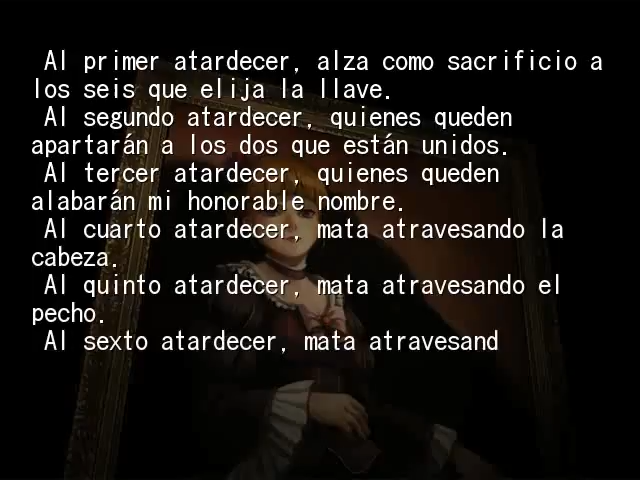 Al primer atardecer, alza como sacrificio a
los seis que elija la llave.
Al segundo atardecer, quienes queden
apartarán a los dos que están unidos.
Al tercer atardecer, quienes queden
alabarán mi honorable nombre.
Al cuarto atardecer, mata atravesando la
cabeza.
Al quinto atardecer, mata atravesando el
pecho.
Al sexto atardecer, mata atravesand